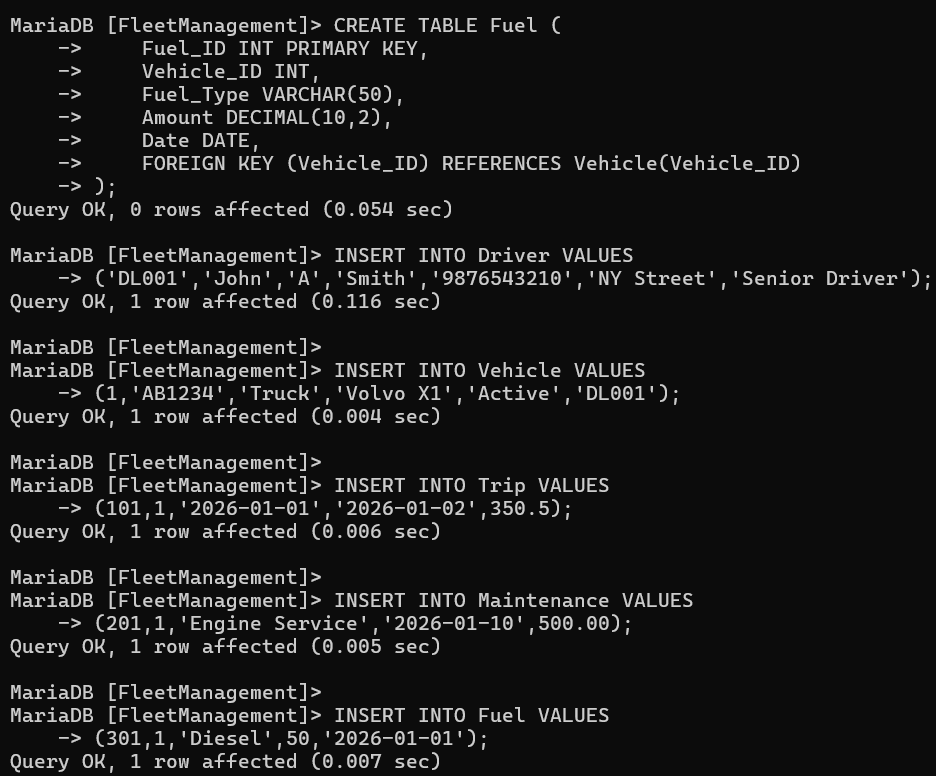 MariaDB [FleetManagement]> CREATE TABLE Fuel (
    ->     Fuel_ID INT PRIMARY KEY,
    ->     Vehicle_ID INT,
    ->     Fuel_Type VARCHAR(50),
    ->     Amount DECIMAL(10,2),
    ->     Date DATE,
    ->     FOREIGN KEY (Vehicle_ID) REFERENCES Vehicle(Vehicle_ID)
    -> );
Query OK, 0 rows affected (0.054 sec)

MariaDB [FleetManagement]> INSERT INTO Driver VALUES
    -> ('DL001','John','A','Smith','9876543210','NY Street','Senior Driver');
Query OK, 1 row affected (0.116 sec)

MariaDB [FleetManagement]>
MariaDB [FleetManagement]> INSERT INTO Vehicle VALUES
    -> (1,'AB1234','Truck','Volvo X1','Active','DL001');
Query OK, 1 row affected (0.004 sec)

MariaDB [FleetManagement]>
MariaDB [FleetManagement]> INSERT INTO Trip VALUES
    -> (101,1,'2026-01-01','2026-01-02',350.5);
Query OK, 1 row affected (0.006 sec)

MariaDB [FleetManagement]>
MariaDB [FleetManagement]> INSERT INTO Maintenance VALUES
    -> (201,1,'Engine Service','2026-01-10',500.00);
Query OK, 1 row affected (0.005 sec)

MariaDB [FleetManagement]>
MariaDB [FleetManagement]> INSERT INTO Fuel VALUES
    -> (301,1,'Diesel',50,'2026-01-01');
Query OK, 1 row affected (0.007 sec)